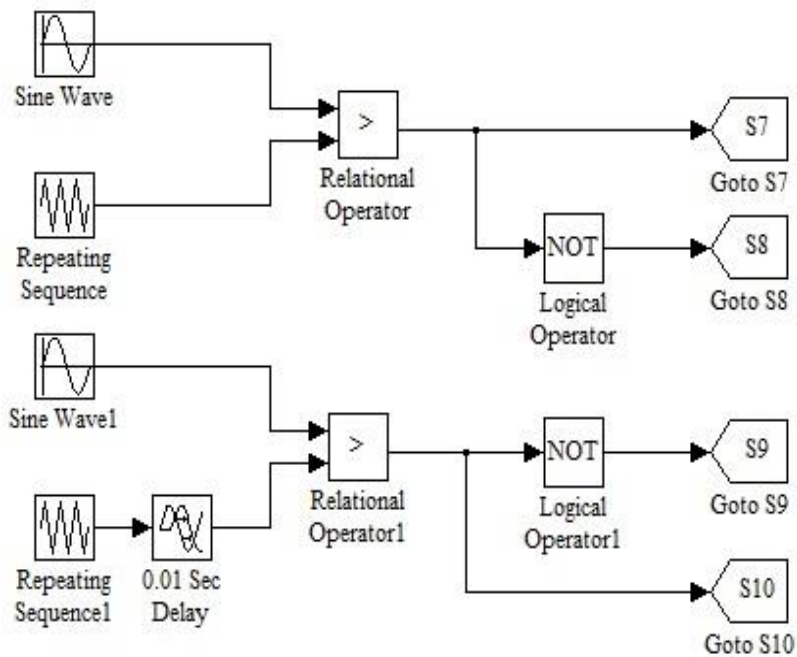 Sine Wave
>
Relational
Operator
S7
Goto S7
Repeating
Sequence
NOT
Logical
Operator
S8
Goto S8
Sine Wave1
>
Relational
Operator1
NOT
Logical
Operator1
S9
Goto S9
Repeating
Sequence1
0.01 Sec
Delay
S10
Goto S10